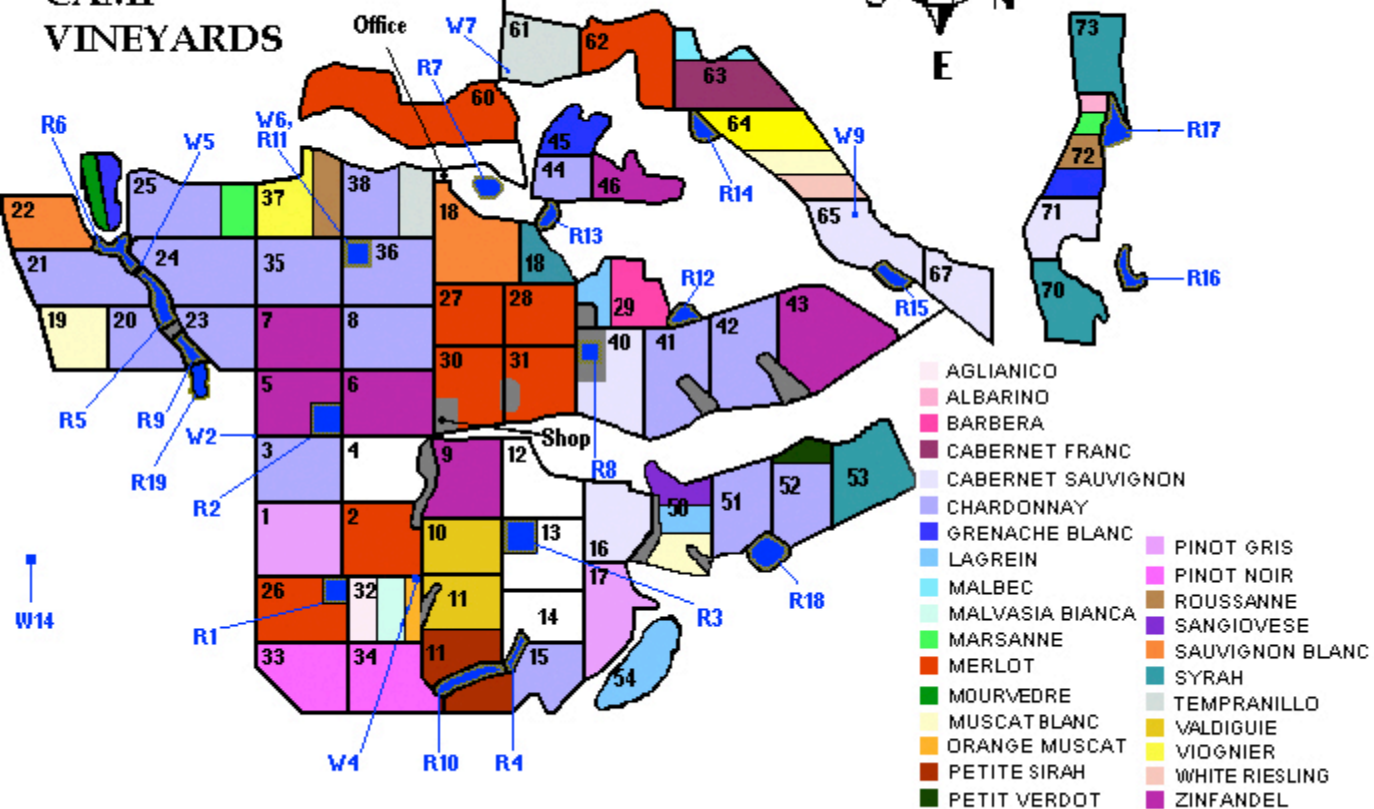 VINEYARDS
Office
W7
61
62
S
N
E
73
R7
60
63
R6
W6,
R11
W5
45
64
W9
R17
72
25
37
38
44
46
R14
22
18
R13
65
71
21
24
35
36
18
R12
67
R16
29
R15
70
19
20
23
7
8
27
28
40
41
42
43
5
6
30
31
R5
R9
W2
Shop
R19
R2
3
4
9
12
R8
50
51
52
53
1
2
10
13
16
W14
26
32
11
17
R3
R18
R1
14
33
34
11
15
54
W4
R10
R4
AGLIANICO
ALBARINO
BARBERA
CABERNET FRANC
CABERNET SAUVIGNON
CHARDONNAY
GRENACHE BLANC
LAGREIN
MALBEC
MALVASIA BIANCA
MARSANNE
MERLOT
MOURVEDRE
MUSCAT BLANC
ORANGE MUSCAT
PETITE SIRAH
PETIT VERDOT
PINOT GRIS
PINOT NOIR
ROUSSANNE
SANGIOVESE
SAUVIGNON BLANC
SYRAH
TEMPRANILLO
VALDIGUIE
VIOGNIER
WHITE RIESLING
ZINFANDEL